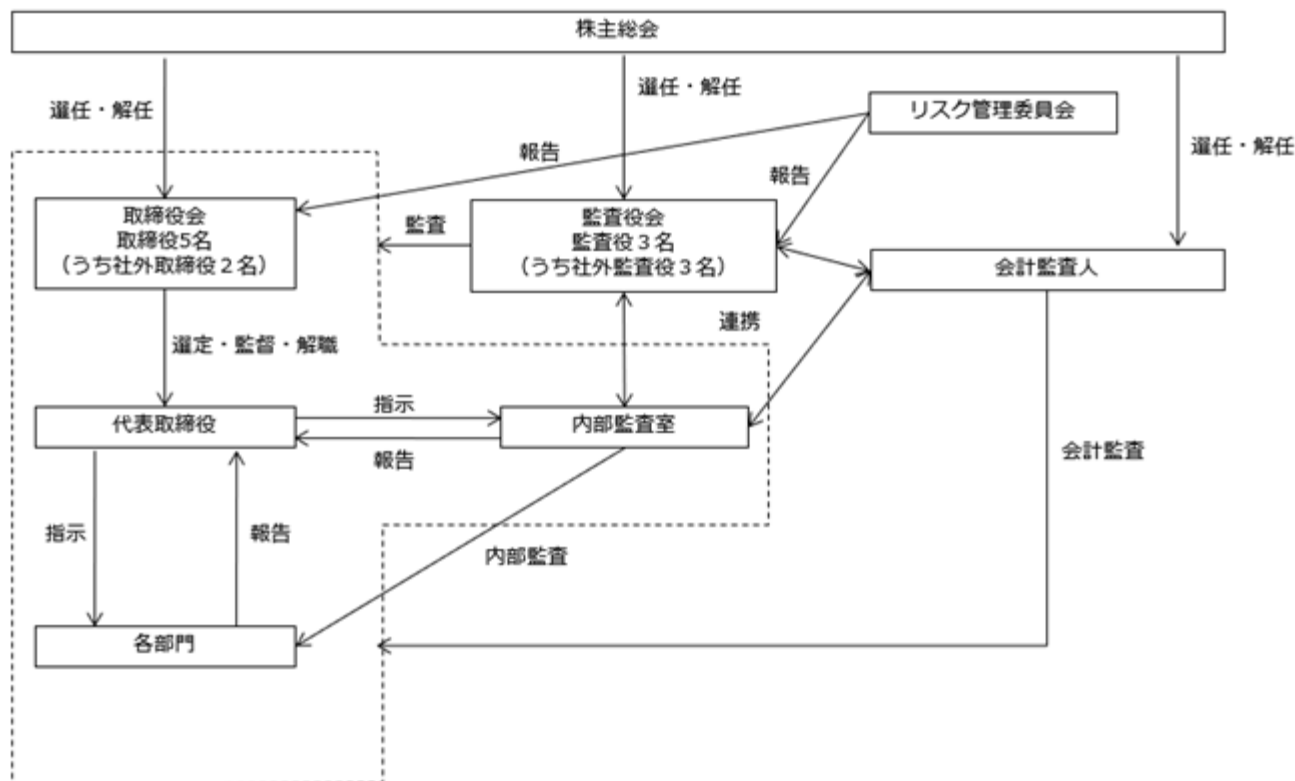 株主総会
選任・解任
選任・解任
リスク管理委員会
選任・解任
報告
報告
取締役会
取締役5名
（うち社外取締役２名）
監査
監査役会
監査役３名
（うち社外監査役３名）
会計監査人
選定・監督・解職
連携
代表取締役
指示
報告
内部監査室
会計監査
指示
報告
内部監査
各部門